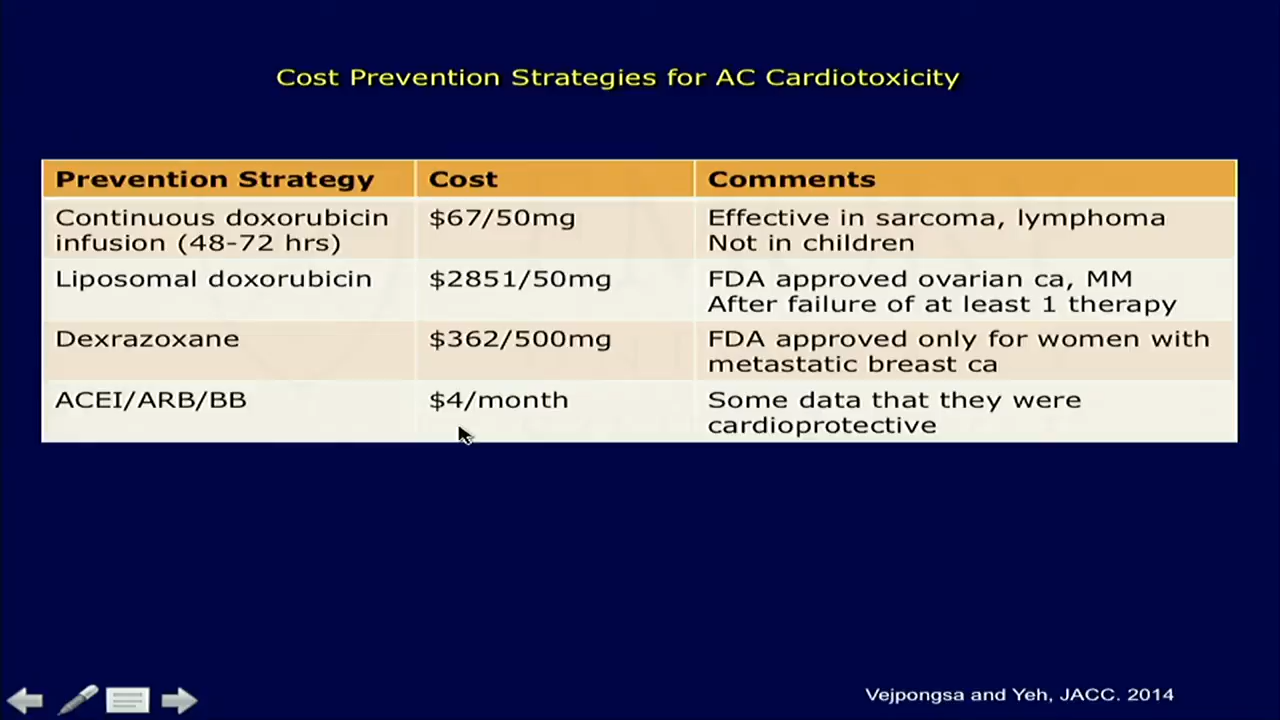 Cost Prevention Strategies for AC Cardiotoxicity
Prevention Strategy Cost Comments
Continuous doxorubicin $67/50mg Effective in sarcoma, lymphoma
infusion (48-72 hrs) Not in children
Liposomal doxorubicin $2851/50mg FDA approved ovarian ca, MM
After failure of at least 1 therapy
Dexrazoxane $362/500mg FDA approved only for women with
metastatic breast ca
ACEI/ARB/BB $4/month Some data that they were
cardioprotective
Vejpongsa and Yeh, JACC. 2014